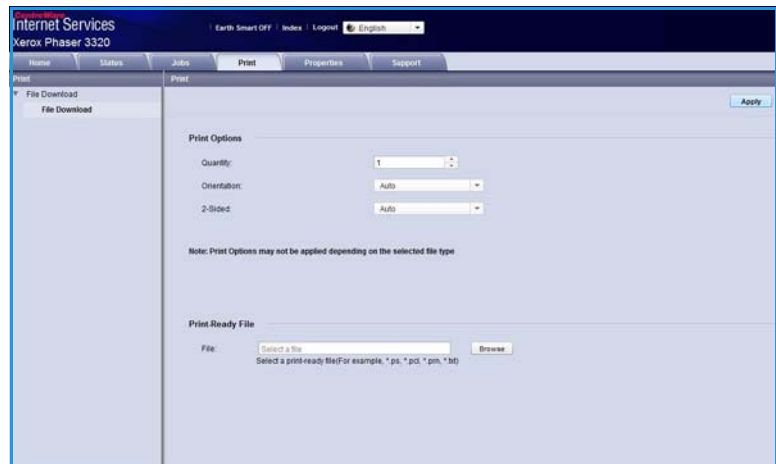 CentreWare
Internet Services
Xerox Phaser 3320
Earth Smart OFF | Index | Logout English
Home Status Jobs Print Properties Support
Print Print
File Download
File Download
Apply
Print Options
Quantity: 1
Orientation: Auto
2-Sided: Auto
Note: Print Options may not be applied depending on the selected file type
Print-Ready File
File: Select a file Browse
Select a print-ready file(For example, *.ps, *.pcl, *.prn, *.txt)